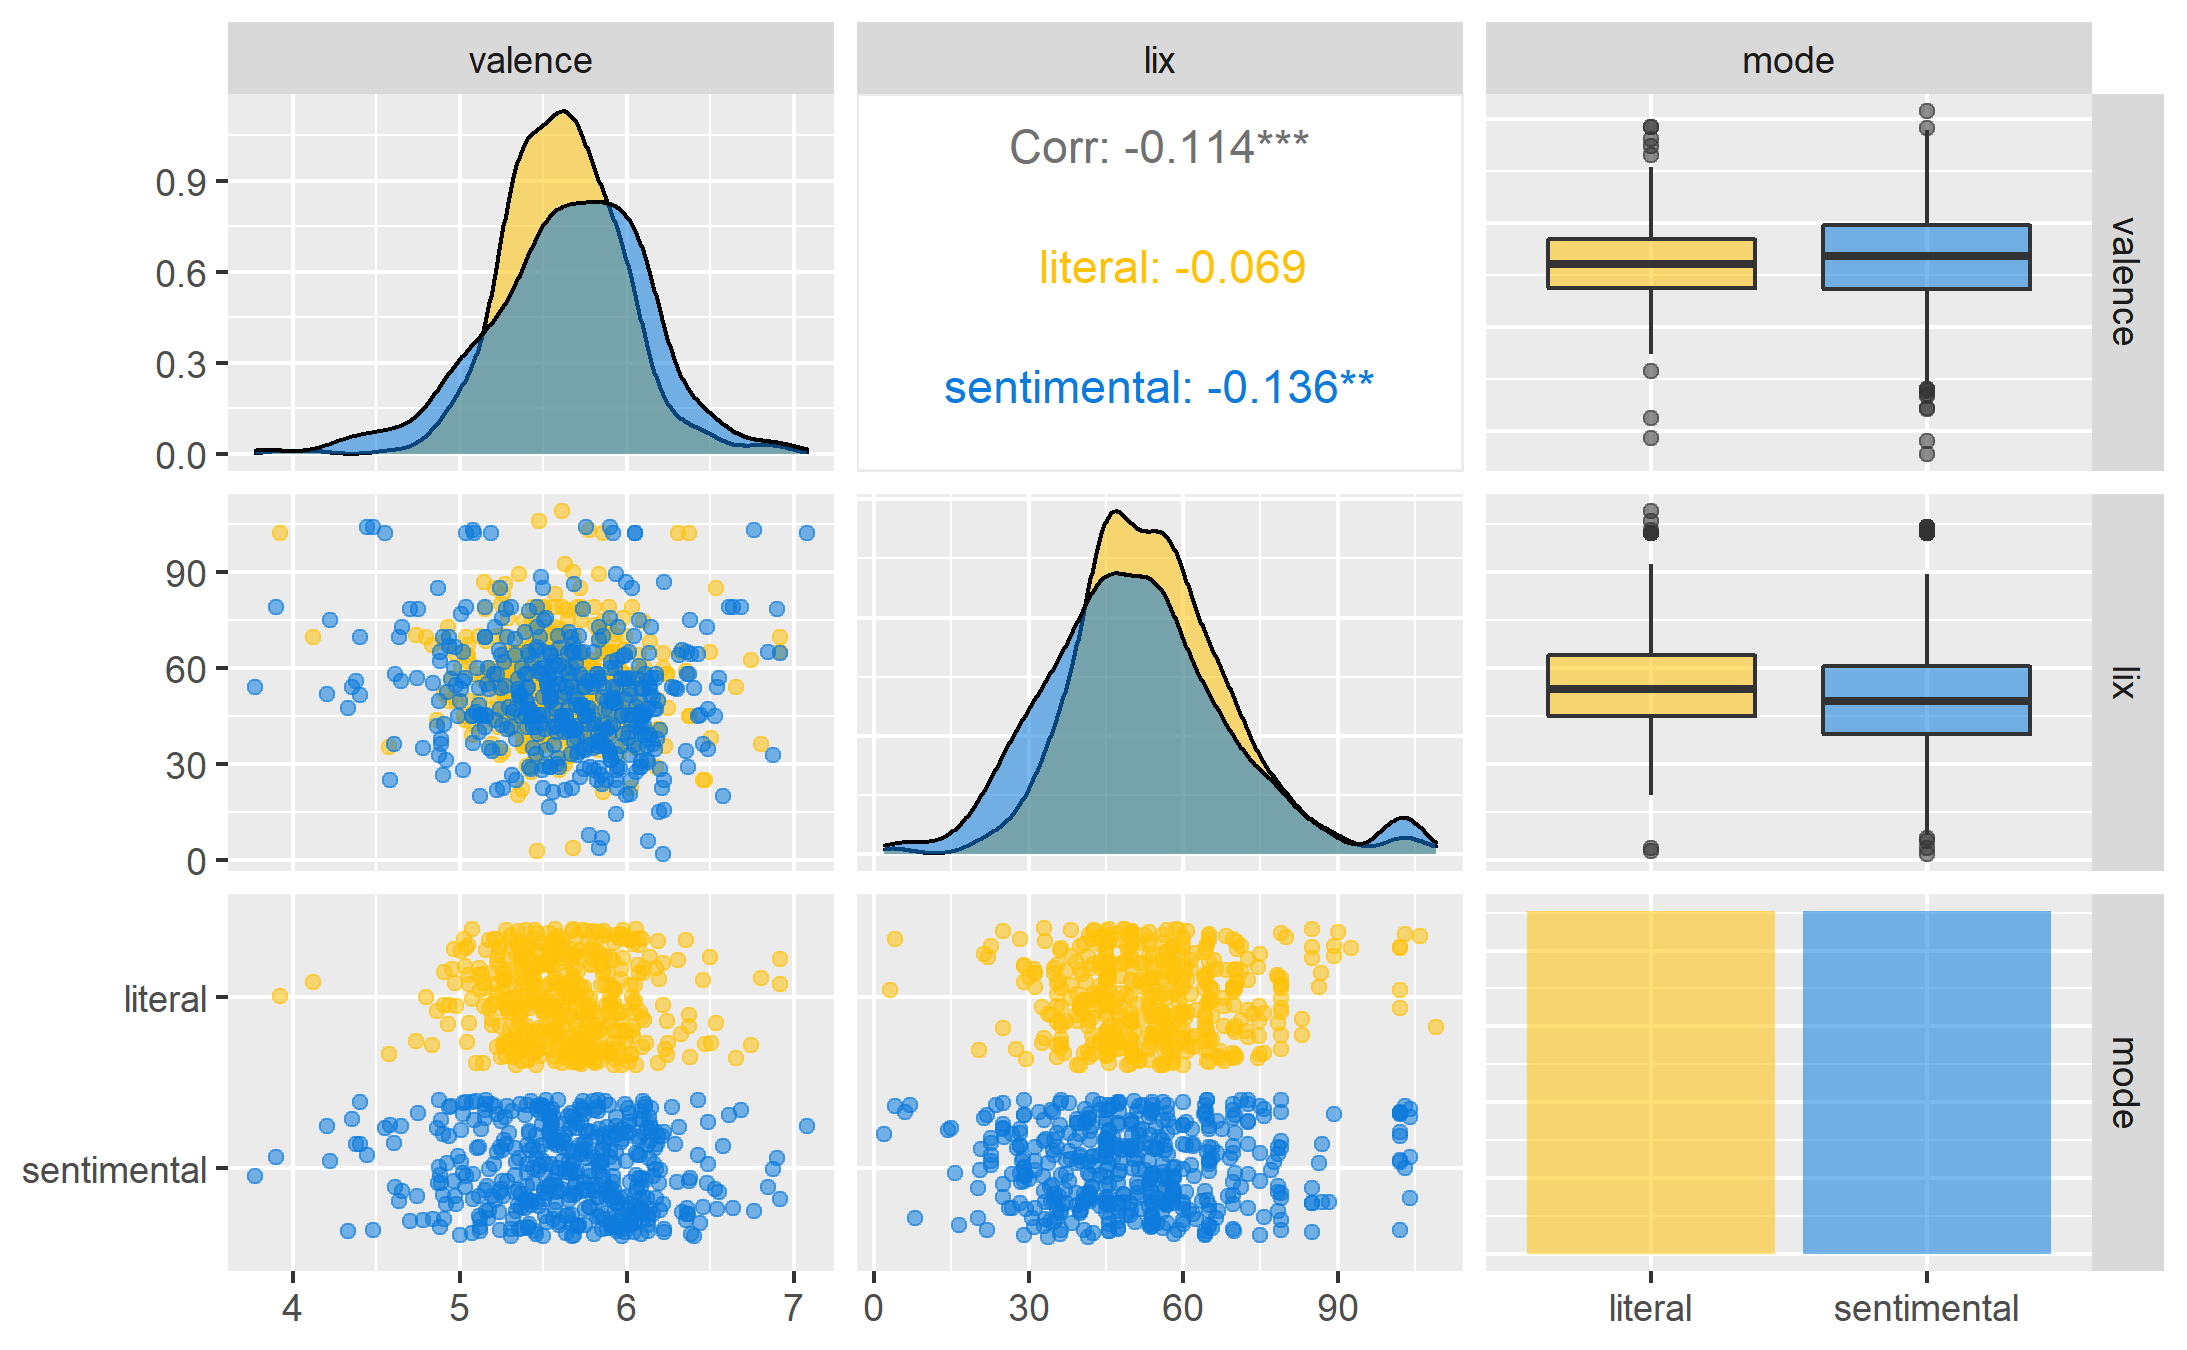 valence
lix
mode
0.9
0.6
0.3
0.0
Corr: -0.114***
literal: -0.069
sentimental: -0.136**
valence
90
60
30
0
lix
literal
sentimental
mode
4 5 6 7
0 30 60 90
literal sentimental